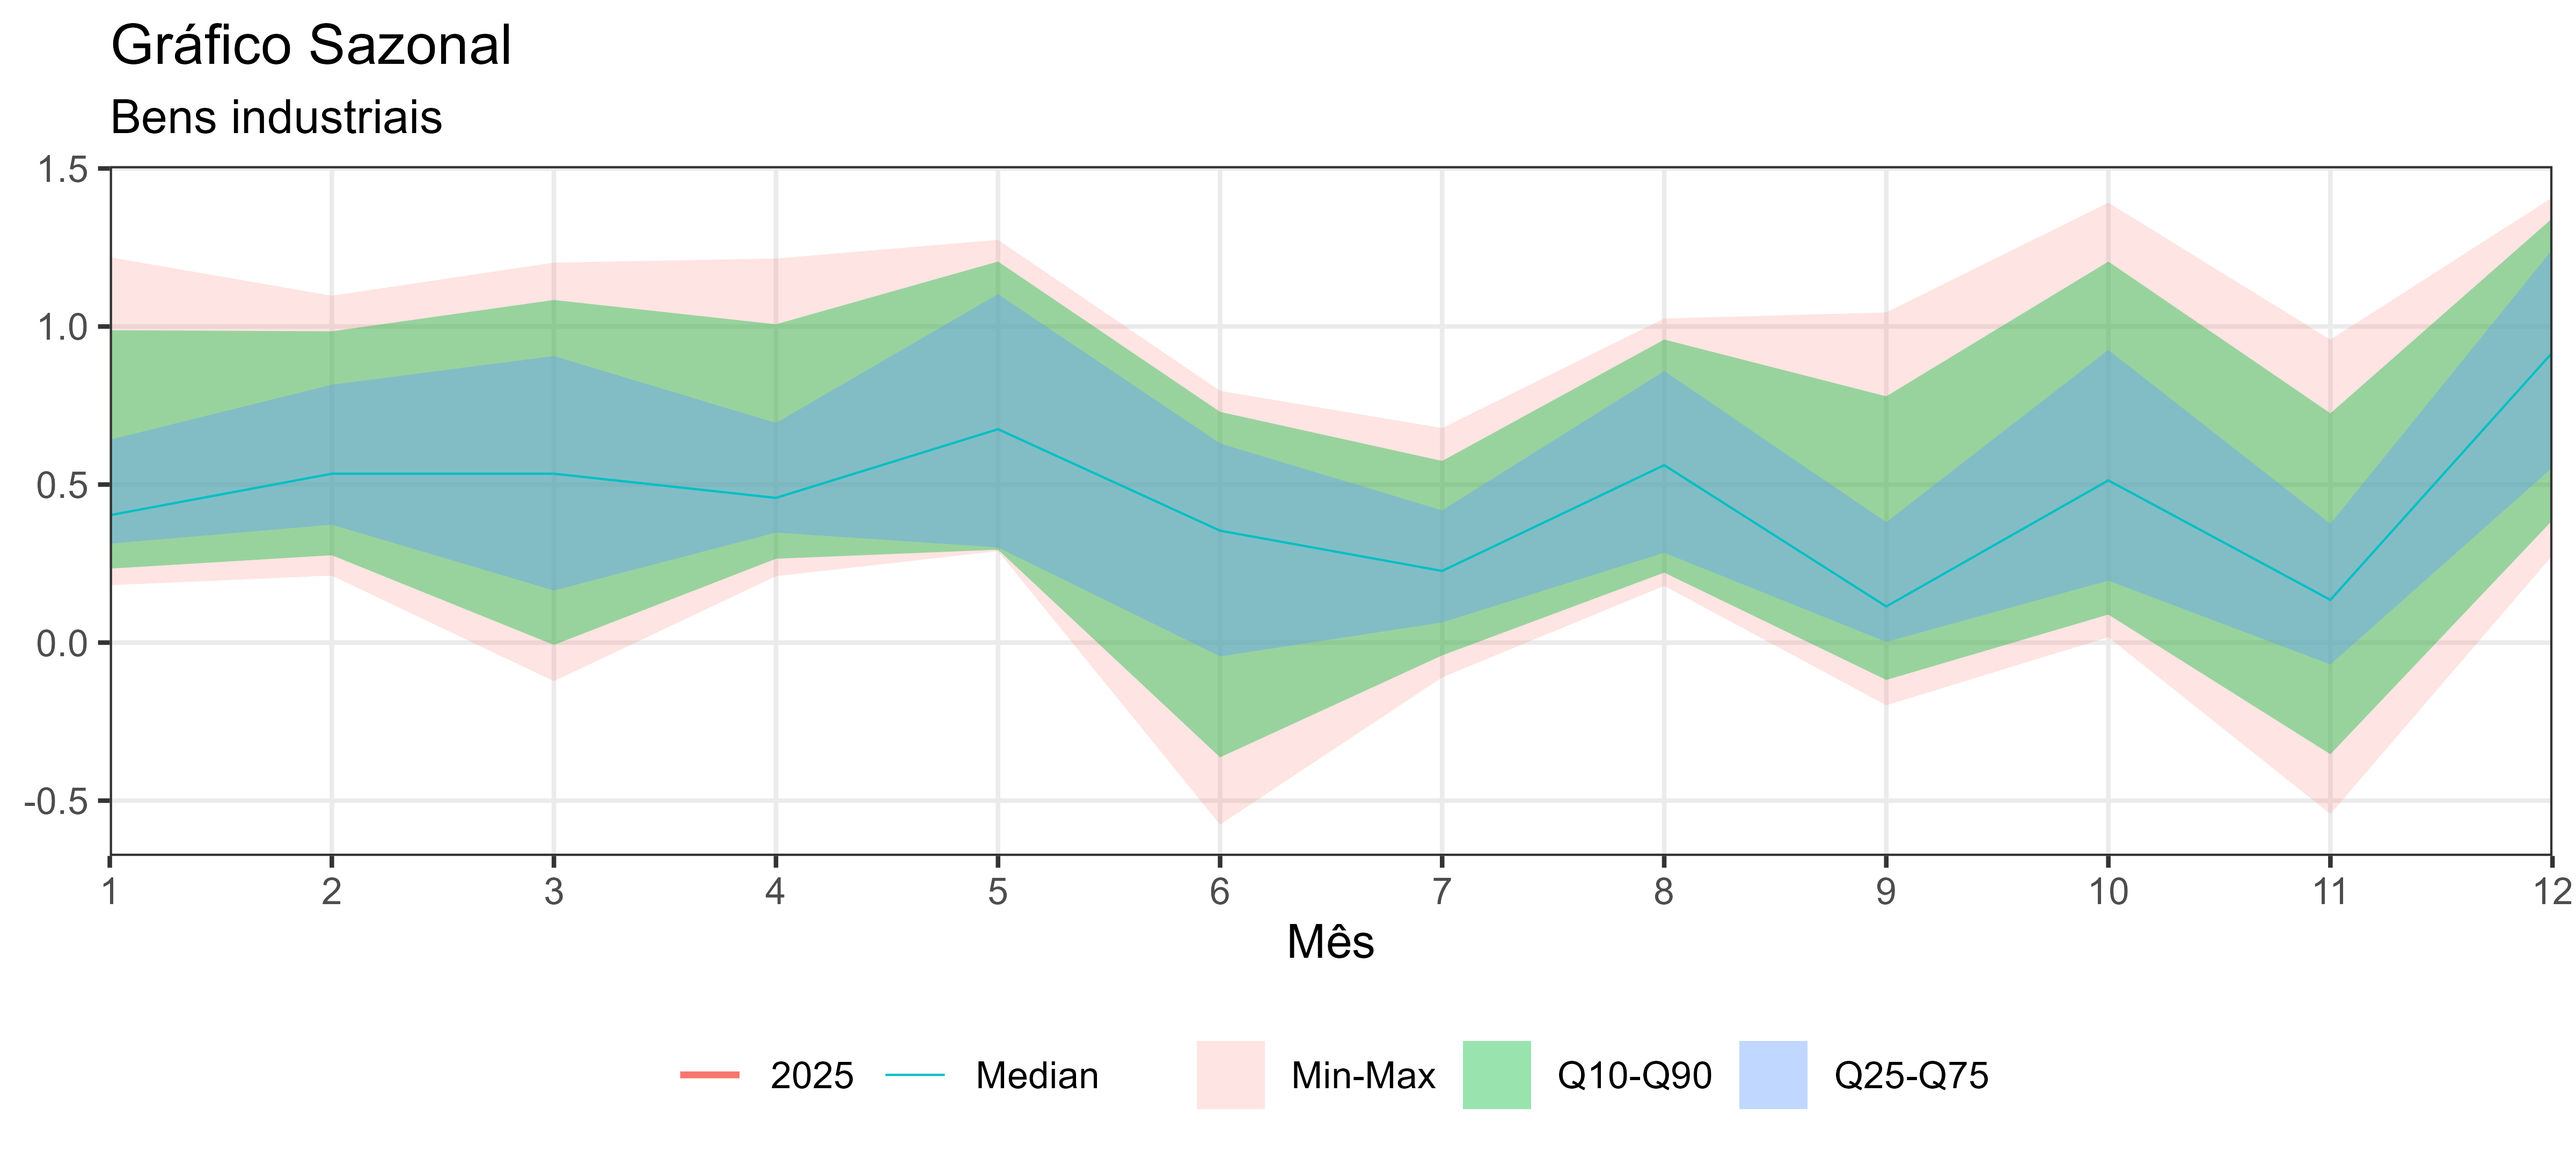 Gráfico Sazonal
Bens industriais
1.5
1.0
0.5
0.0
-0.5
1 2 3 4 5 6 7 8 9 10 11 12
Mês
2025 Median Min-Max Q10-Q90 Q25-Q75